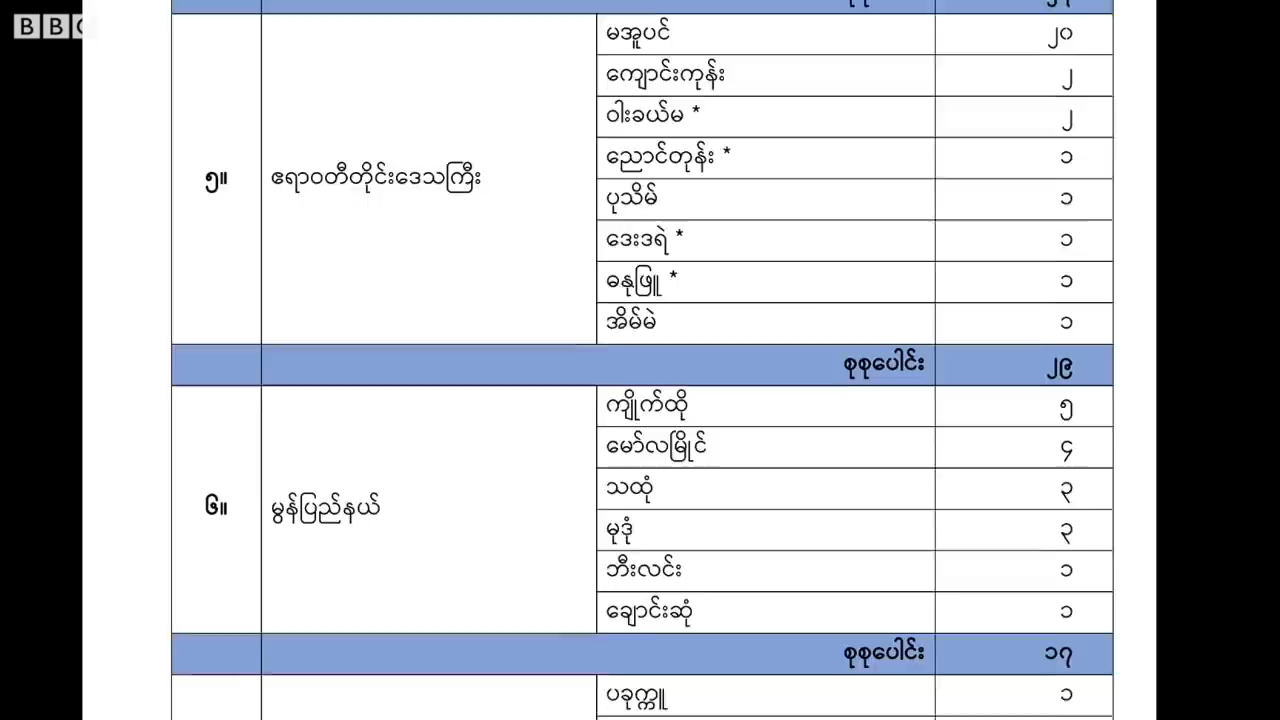 BBC
၅။ ဧရာဝတီတိုင်းဒေသကြီး
မအူပင် ၂၀
ကျောင်းကုန်း ၂
ဝါးခယ်မ * ၂
ညောင်တုန်း * ၁
ပုသိမ် ၁
ဒေးဒရဲ * ၁
ဓနုဖြူ * ၁
အိမ်မဲ ၁
စုစုပေါင်း ၂၉
၆။ မွန်ပြည်နယ်
ကျိုက်ထို ၅
မော်လမြိုင် ၄
သထုံ ၃
မုဒုံ ၃
ဘီးလင်း ၁
ချောင်းဆုံ ၁
စုစုပေါင်း ၁၇
ပခုက္ကူ ၁